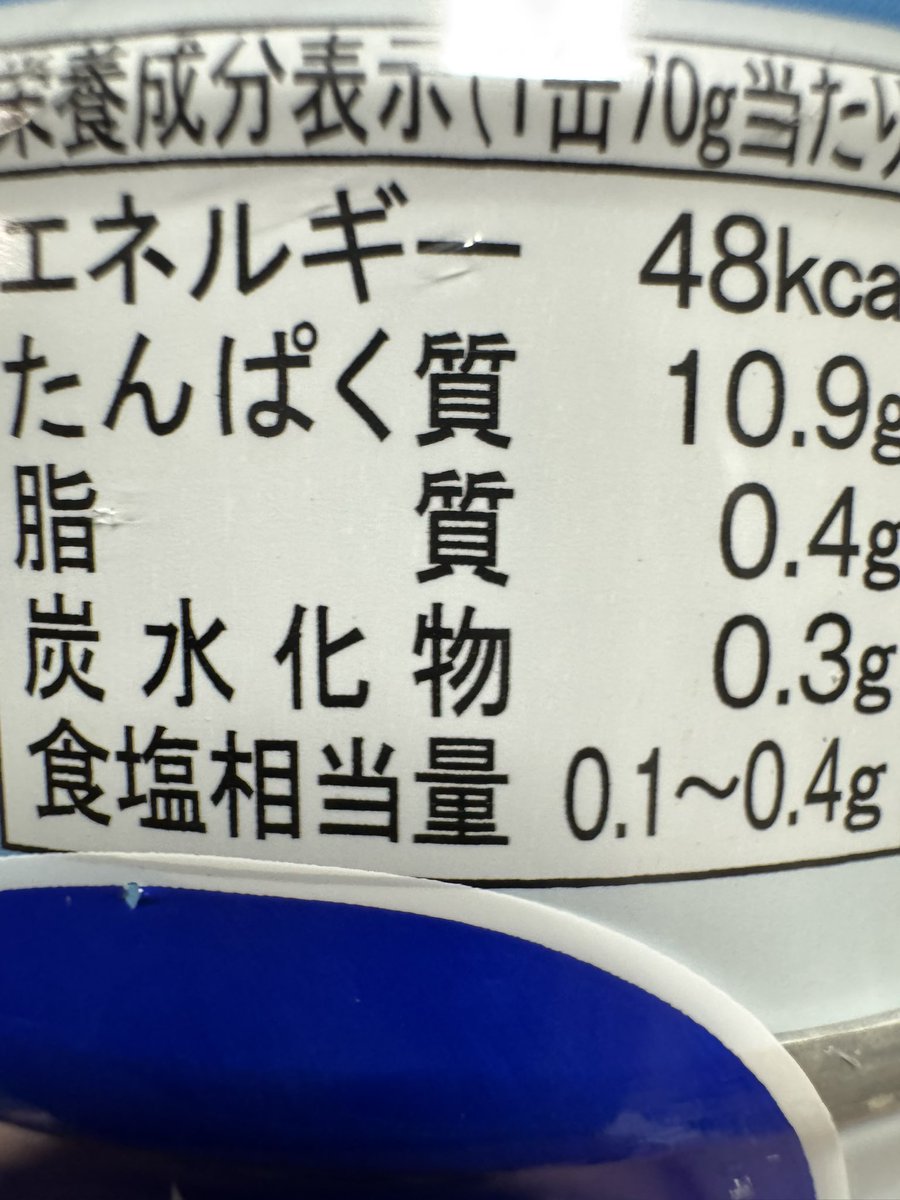 栄養成分表示(1缶70g当たり)
エネルギー 48kca
たんぱく質 10.9g
脂質 0.4g
炭水化物 0.3g
食塩相当量 0.1～0.4g